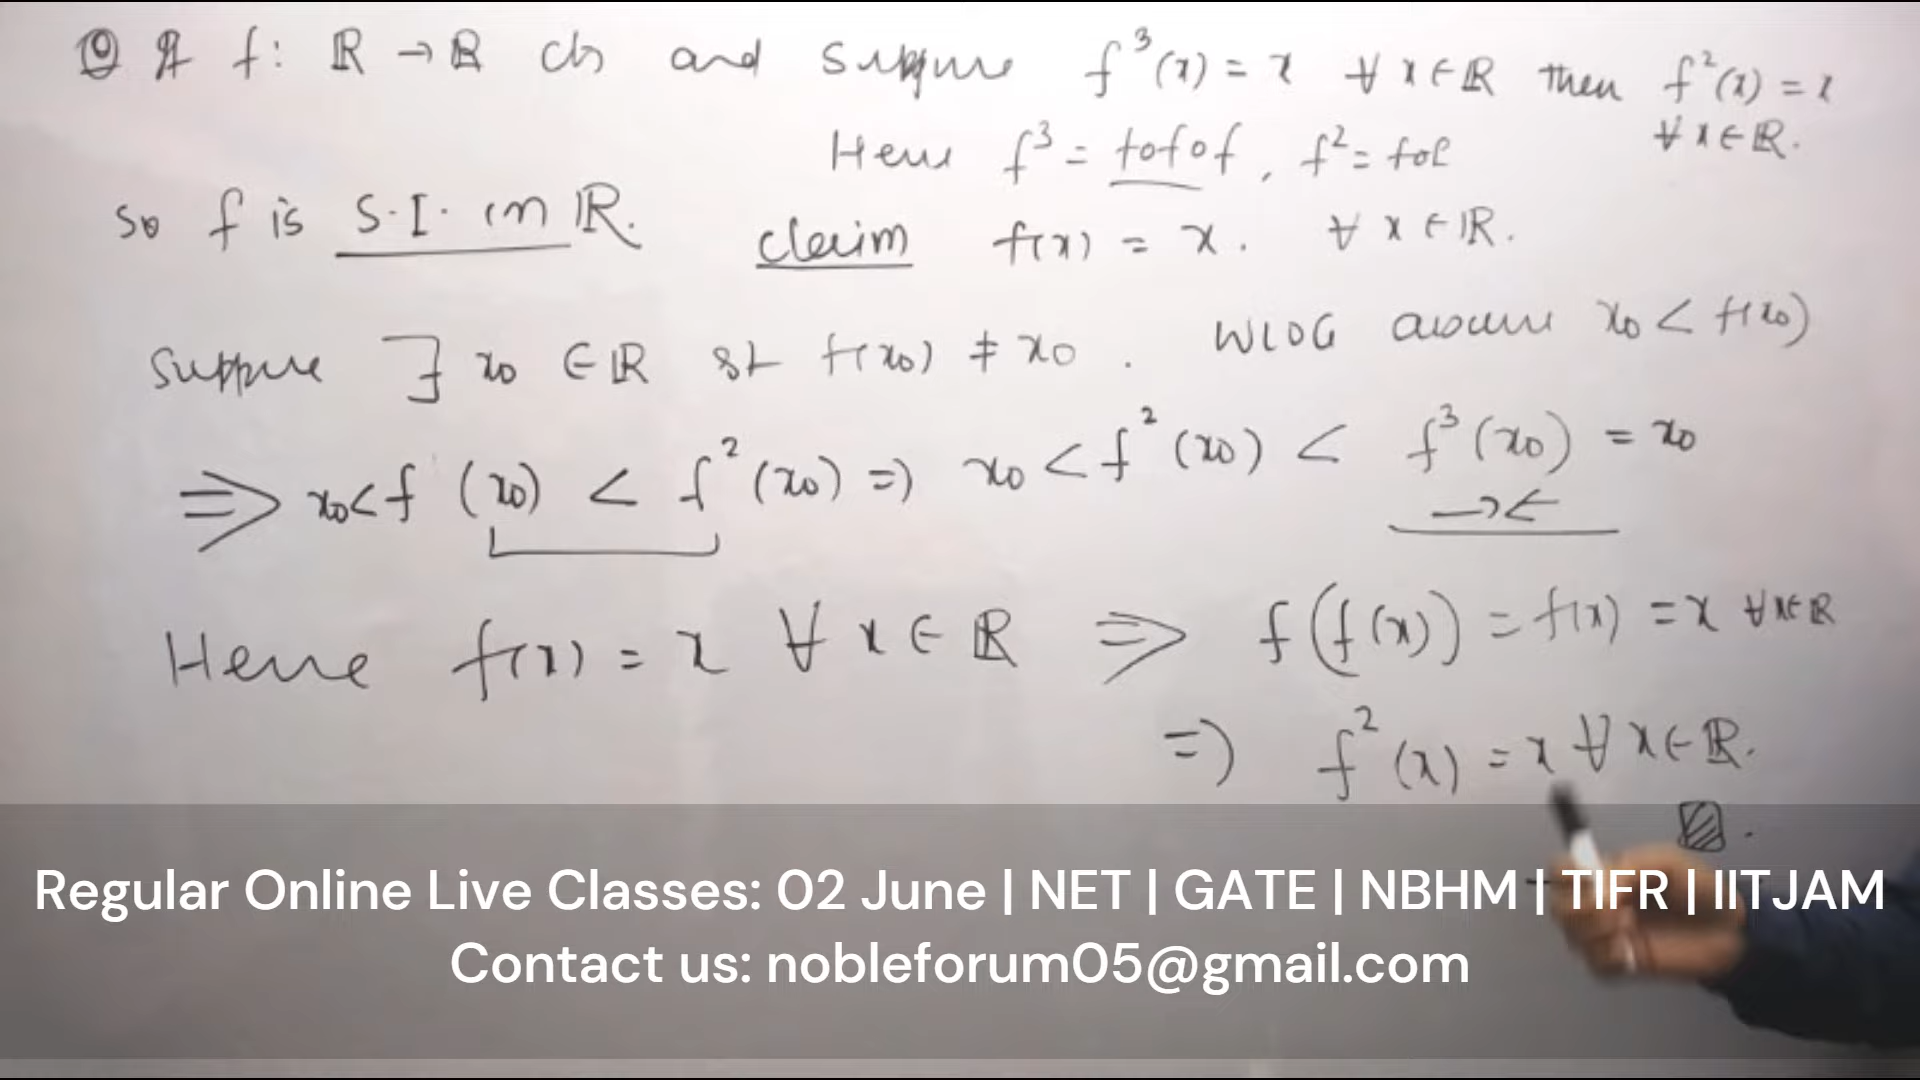 Q If f: ℝ → ℝ cts and suppose f³(x) = x ∀ x ∈ ℝ then f²(x) = x ∀ x ∈ ℝ.
Here f³ = fofof, f² = fof
So f is S.I. in ℝ.
claim f(x) = x. ∀ x ∈ ℝ.
Suppose ∃ x₀ ∈ ℝ st f(x₀) ≠ x₀. WLOG assume x₀ < f(x₀)
⇒ x₀ < f(x₀) < f²(x₀) ⇒ x₀ < f²(x₀) < f³(x₀) = x₀
→←
Hence f(x) = x ∀ x ∈ ℝ ⇒ f(f(x)) = f(x) = x ∀ x ∈ ℝ
⇒ f²(x) = x ∀ x ∈ ℝ.
Regular Online Live Classes: 02 June | NET | GATE | NBHM | TIFR | IITJAM
Contact us: nobleforum05@gmail.com